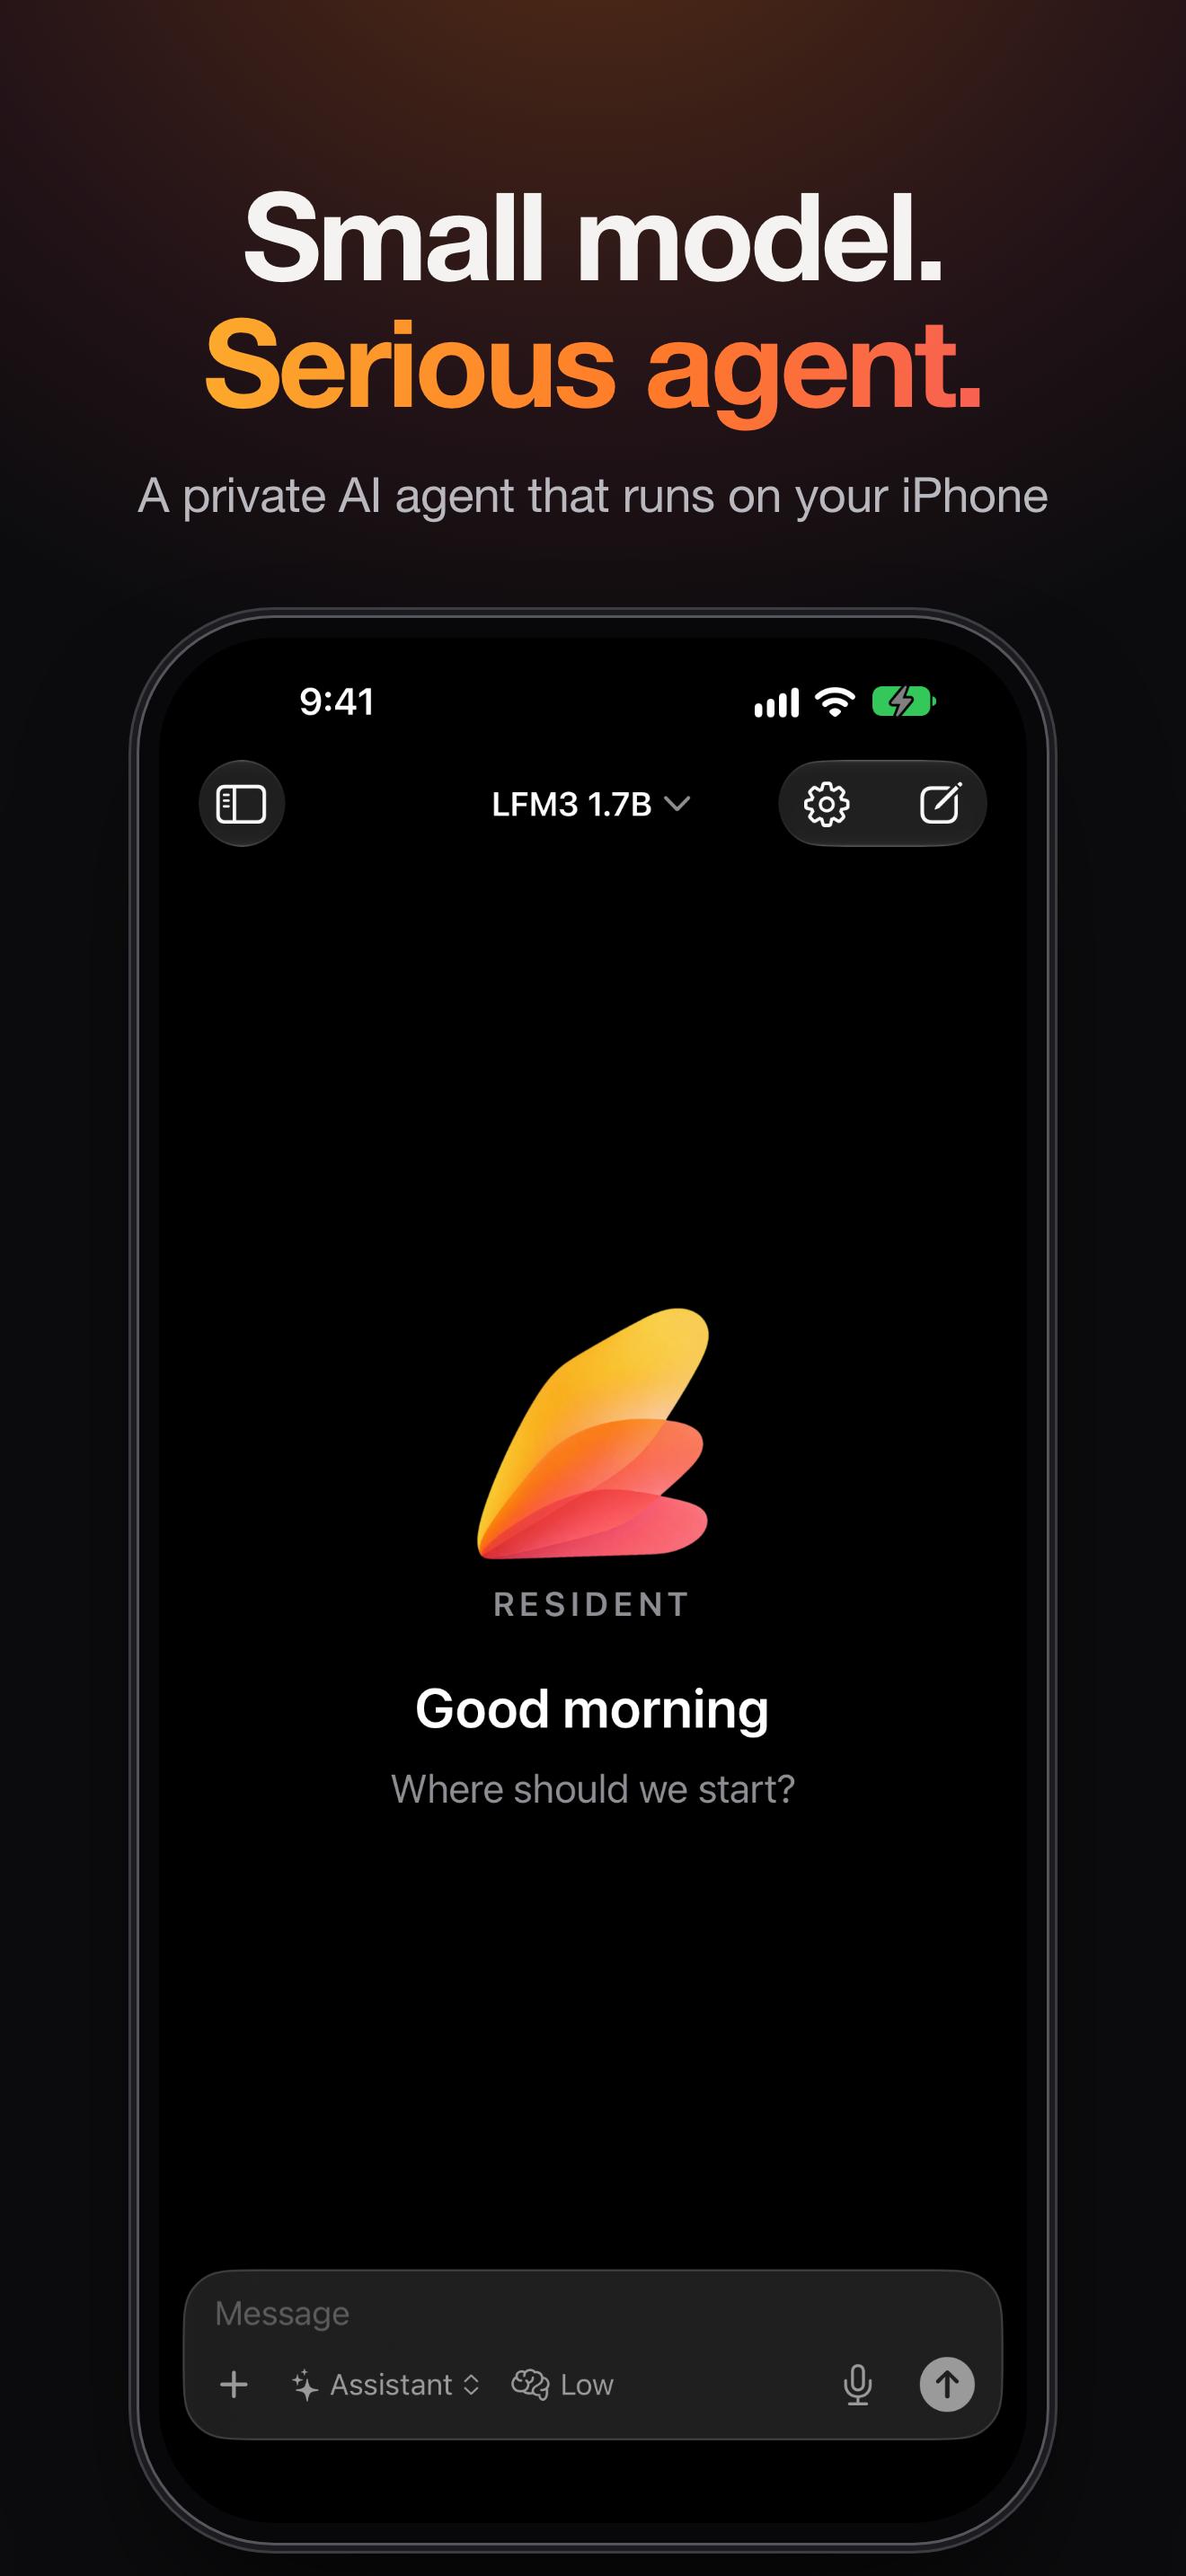 Small model.
Serious agent.
A private AI agent that runs on your iPhone
9:41
LFM3 1.7B
RESIDENT
Good morning
Where should we start?
Message
Assistant Low